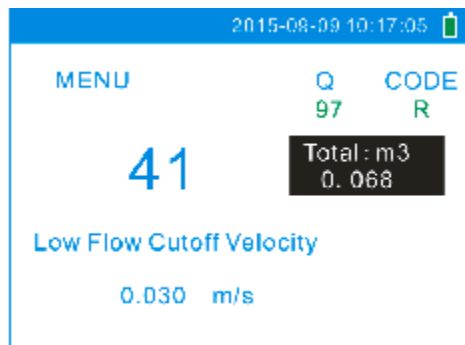 2015-08-09 10:17:05
MENU Q CODE
97 R
41 Total: m3
0.068
Low Flow Cutoff Velocity
0.030 m/s